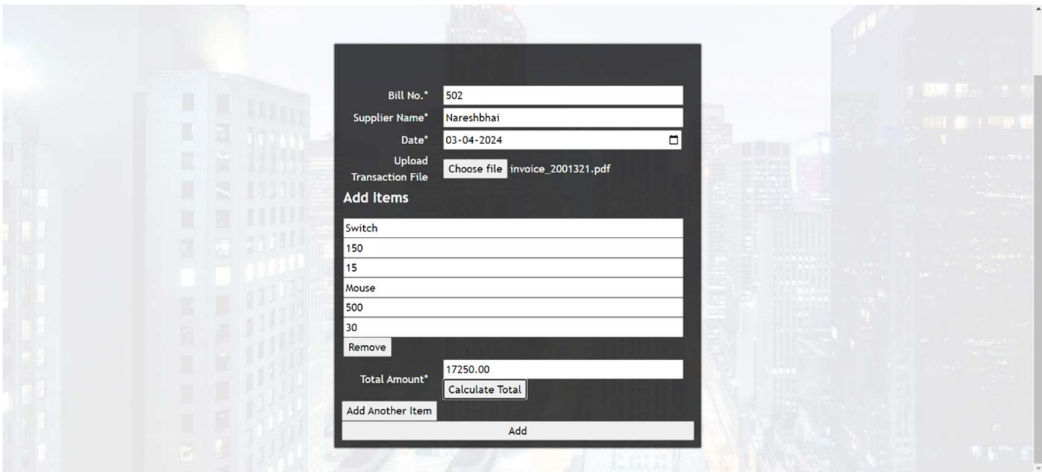 Bill No.* 502
Supplier Name* Nareshbhai
Date* 03-04-2024
Upload
Transaction File Choose file invoice_2001321.pdf
Add Items
Switch
150
15
Mouse
500
30
Remove
Total Amount* 17250.00
Calculate Total
Add Another Item
Add